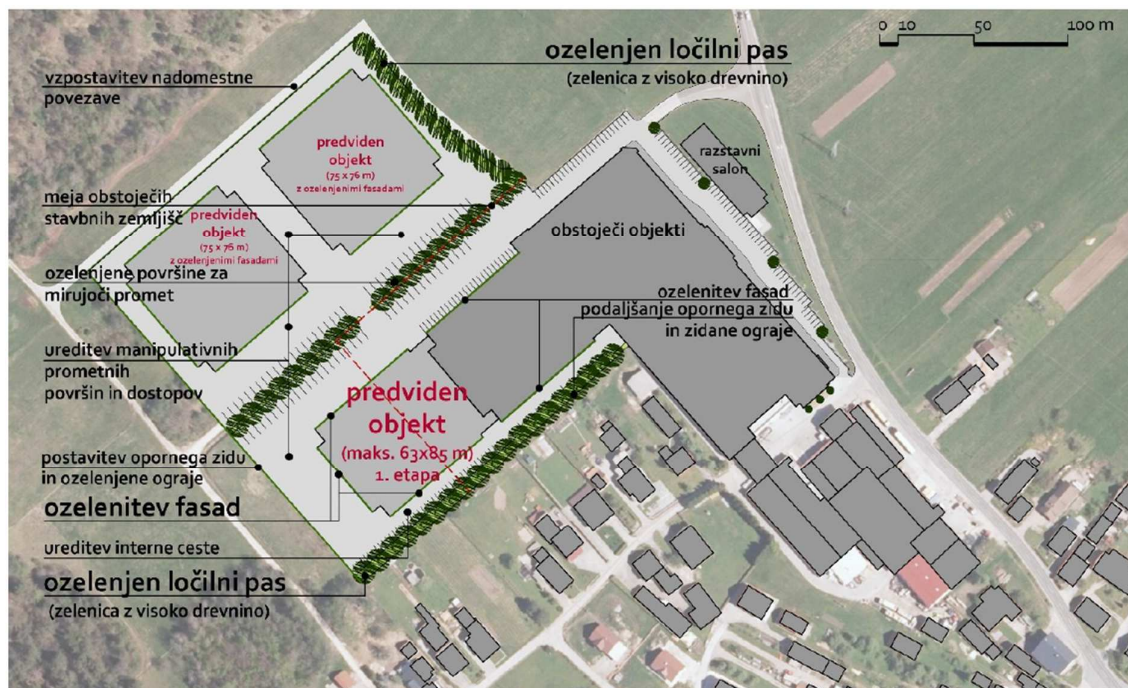 0 10 50 100 m
ozelenjen ločilni pas
(zelenica z visoko drevnino)
vzpostavitev nadomestne
povezave
predviden
objekt
(75 x 76 m)
z ozelenjenimi fasadami
razstavni
salon
meja obstoječih
stavbnih zemljišč
predviden
objekt
(75 x 76 m)
z ozelenjenimi fasadami
obstoječi objekti
ozelenjene površine za
mirujoči promet
ozelenitev fasad
podaljšanje opornega zidu
in zidane ograje
ureditev manipulativnih
prometnih
površin in dostopov
predviden
objekt
(maks. 63x85 m)
1. etapa
postavitev opornega zidu
in ozelenjene ograje
ozelenitev fasad
ureditev interne ceste
ozelenjen ločilni pas
(zelenica z visoko drevnino)